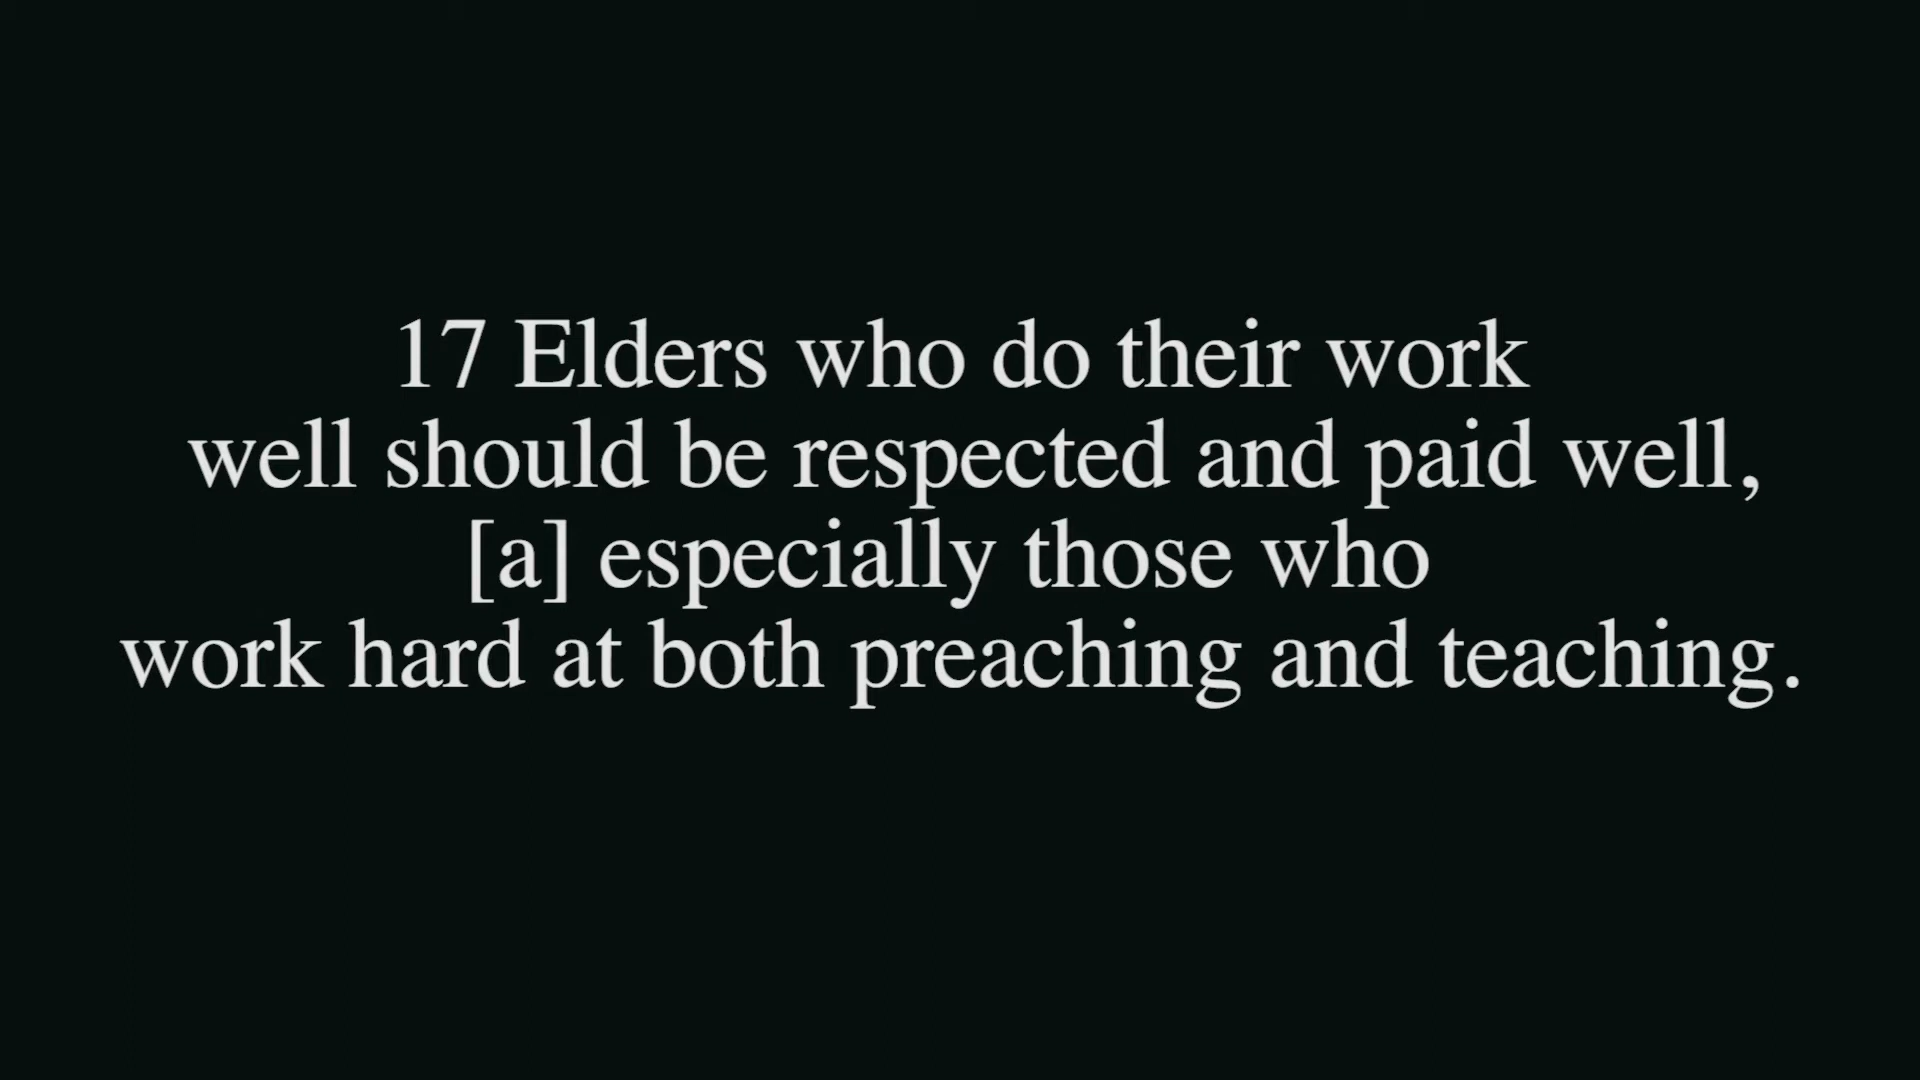 17 Elders who do their work
well should be respected and paid well,
[a] especially those who
work hard at both preaching and teaching.